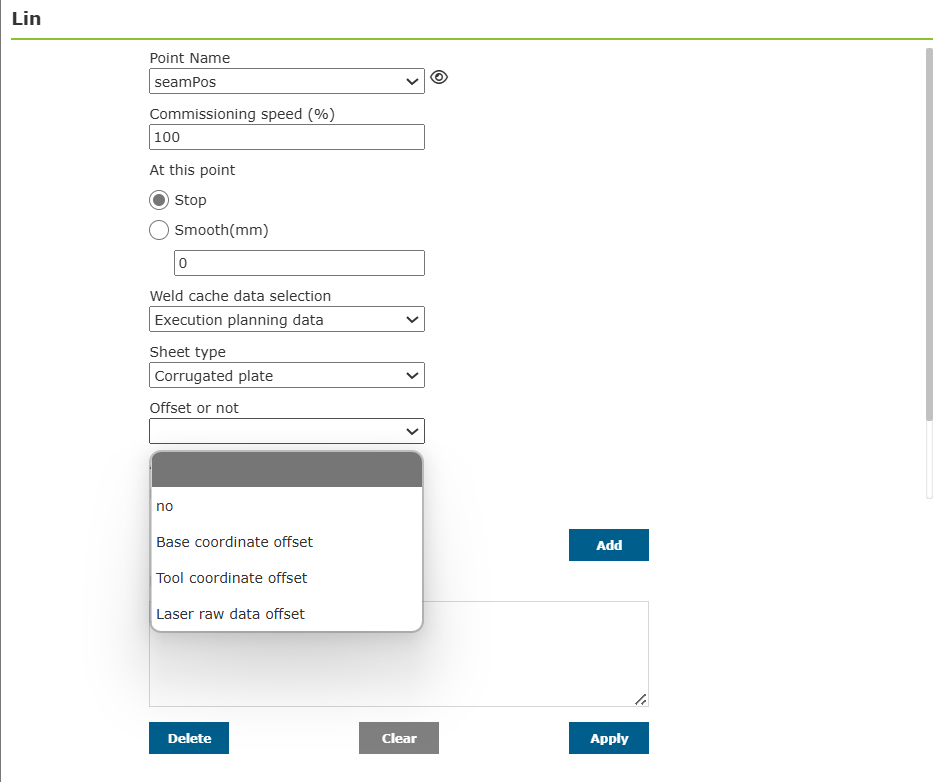 Lin
Point Name
seamPos
Commissioning speed (%)
100
At this point
Stop
Smooth(mm)
0
Weld cache data selection
Execution planning data
Sheet type
Corrugated plate
Offset or not
no
Base coordinate offset
Tool coordinate offset
Laser raw data offset
Add
Delete
Clear
Apply